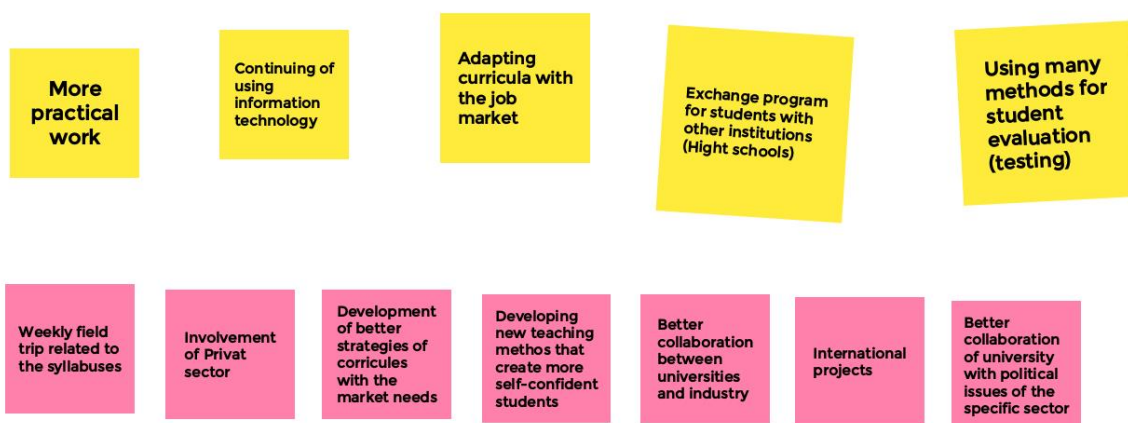 More
practical
work
Continuing of
using
information
technology
Adapting
curricula with
the job
market
Exchange program
for students with
other institutions
(Hight schools)
Using many
methods for
student
evaluation
(testing)
Weekly field
trip related to
the syllabuses
Involvement
of Privat
sector
Development
of better
strategies of
corricules
with the
market needs
Developing
new teaching
methos that
create more
self-confident
students
Better
collaboration
between
universities
and industry
International
projects
Better
collaboration
of university
with political
issues of the
specific sector